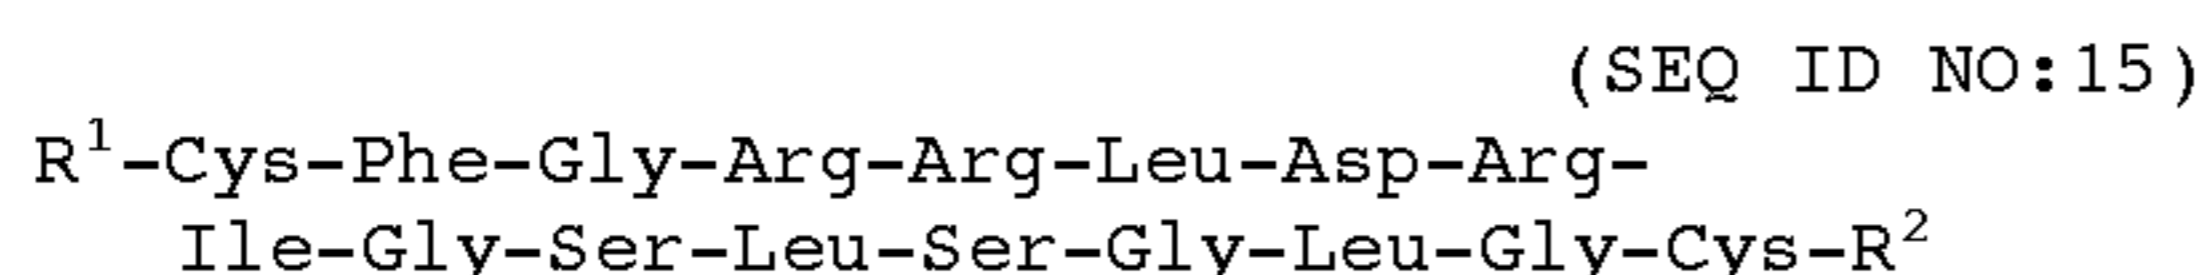 (SEQ ID NO:15)
R¹-Cys-Phe-Gly-Arg-Arg-Leu-Asp-Arg-
Ile-Gly-Ser-Leu-Ser-Gly-Leu-Gly-Cys-R²